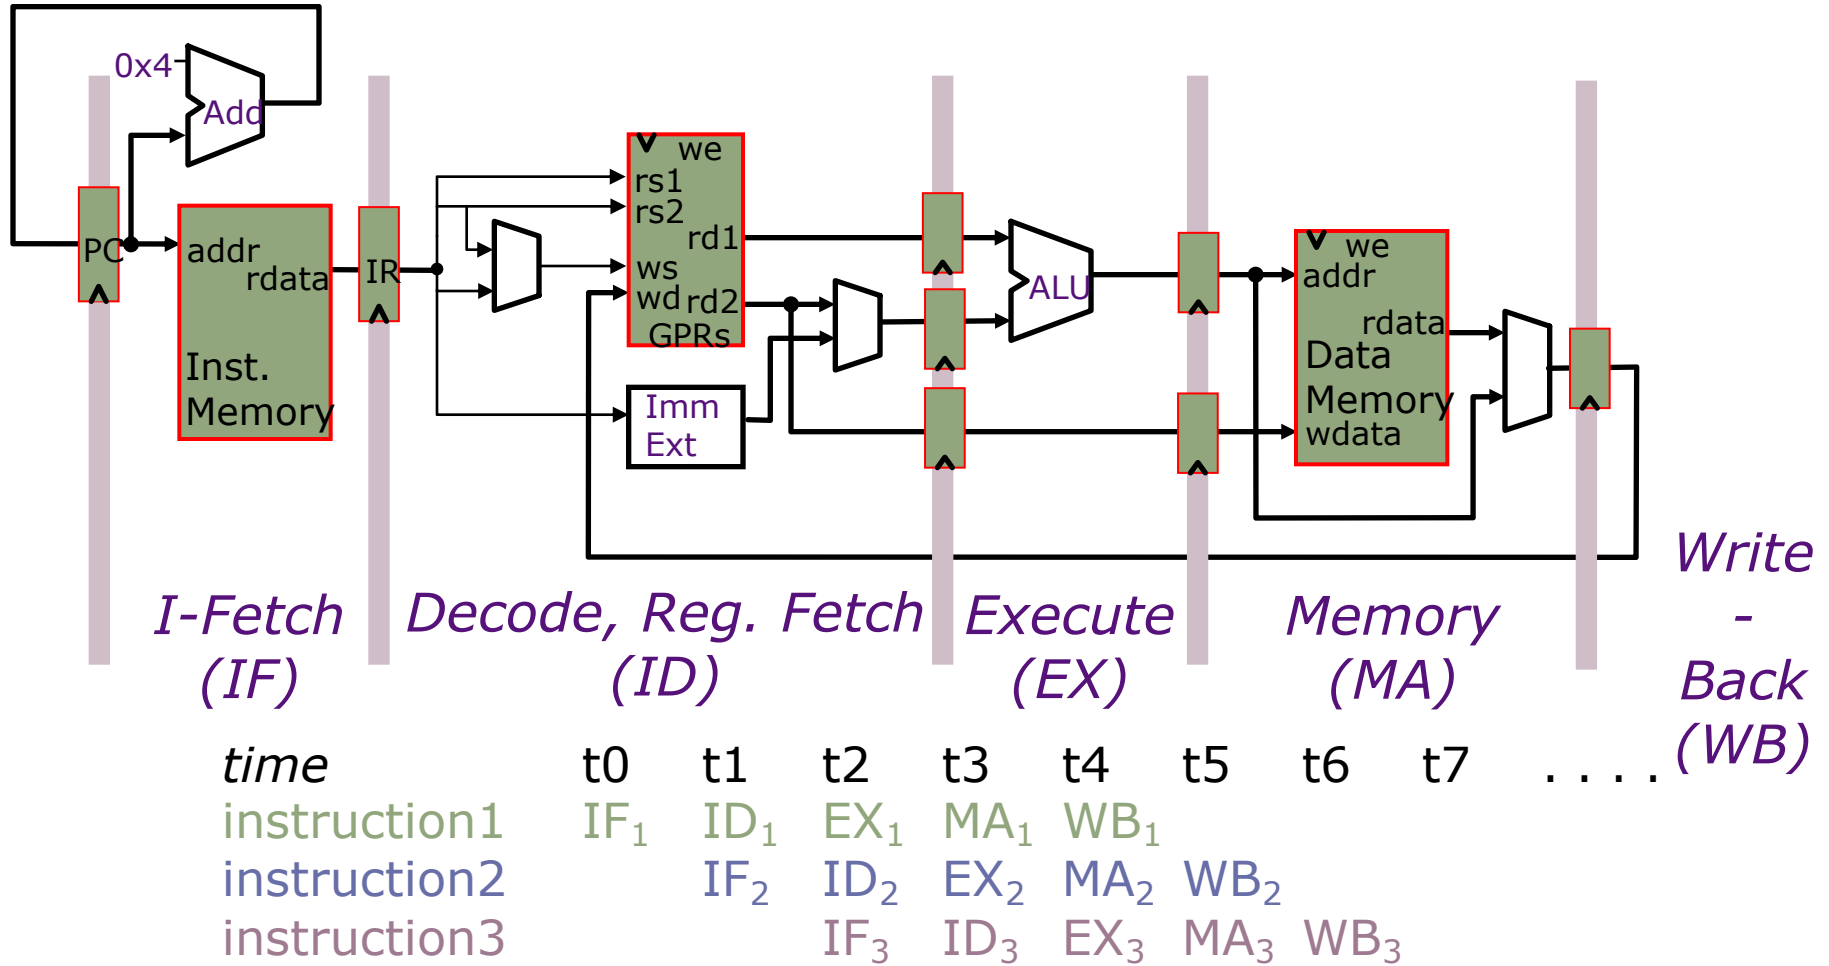 0x4
Add
PC
addr
rdata
Inst.
Memory
IR
we
rs1
rs2
rd1
ws
wd rd2
GPRs
Imm
Ext
ALU
we
addr
rdata
Data
Memory
wdata
I-Fetch
(IF)
Decode, Reg. Fetch
(ID)
Execute
(EX)
Memory
(MA)
Write
-
Back
(WB)
time t0 t1 t2 t3 t4 t5 t6 t7 . . . .
instruction1 IF₁ ID₁ EX₁ MA₁ WB₁
instruction2 IF₂ ID₂ EX₂ MA₂ WB₂
instruction3 IF₃ ID₃ EX₃ MA₃ WB₃